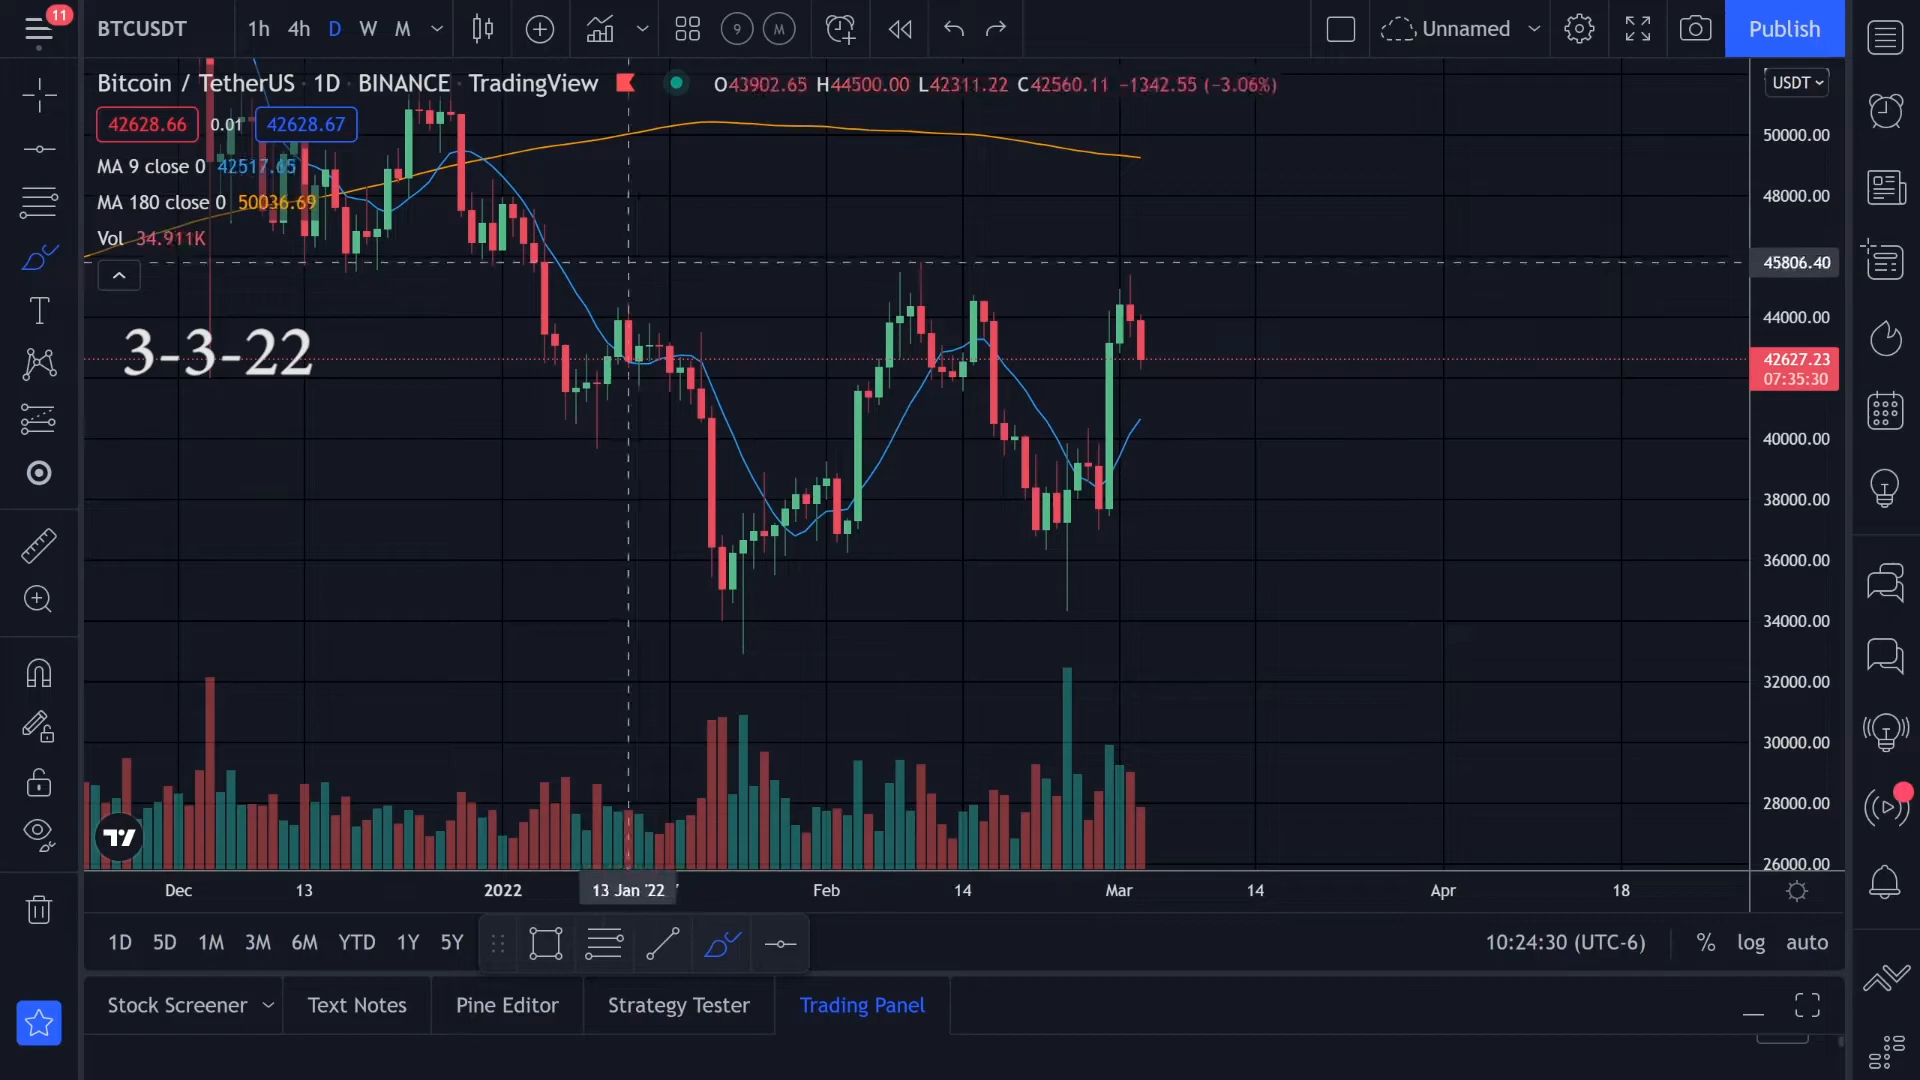 11
BTCUSDT
1h 4h D W M
9 M
Unnamed
Publish
Bitcoin / TetherUS · 1D · BINANCE · TradingView
O43902.65 H44500.00 L42311.22 C42560.11 −1342.55 (−3.06%)
USDT
42628.66 0.01 42628.67
MA 9 close 0 42517.65
MA 180 close 0 50036.69
Vol 34.911K
3-3-22
50000.00
48000.00
45806.40
44000.00
42627.23
07:35:30
40000.00
38000.00
36000.00
34000.00
32000.00
30000.00
28000.00
26000.00
Dec 13 2022 13 Jan '22 Feb 14 Mar 14 Apr 18
1D 5D 1M 3M 6M YTD 1Y 5Y
10:24:30 (UTC-6) % log auto
Stock Screener Text Notes Pine Editor Strategy Tester Trading Panel